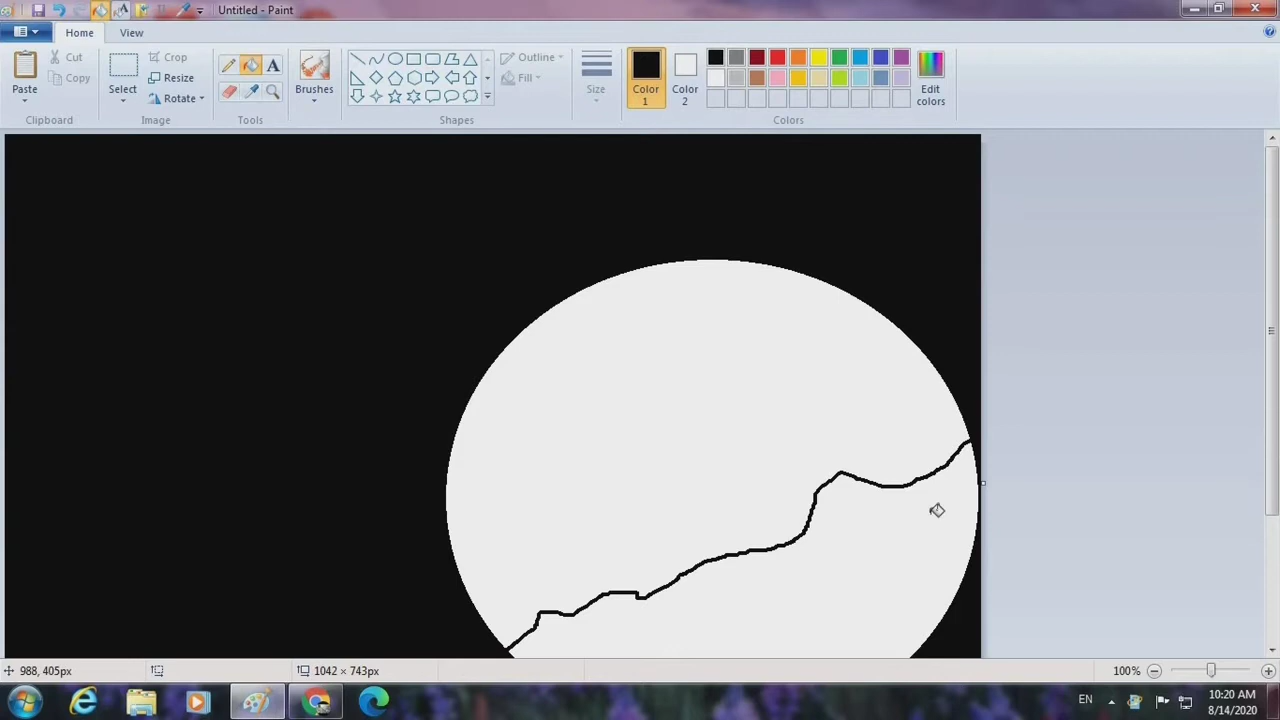 Untitled - Paint
Home View
Paste
Cut
Copy
Clipboard
Select
Crop
Resize
Rotate
Image
A
Tools
Brushes
Outline
Fill
Shapes
Size
Color 1
Color 2
Edit colors
Colors
988, 405px
1042 × 743px
100%
EN
10:20 AM
8/14/2020